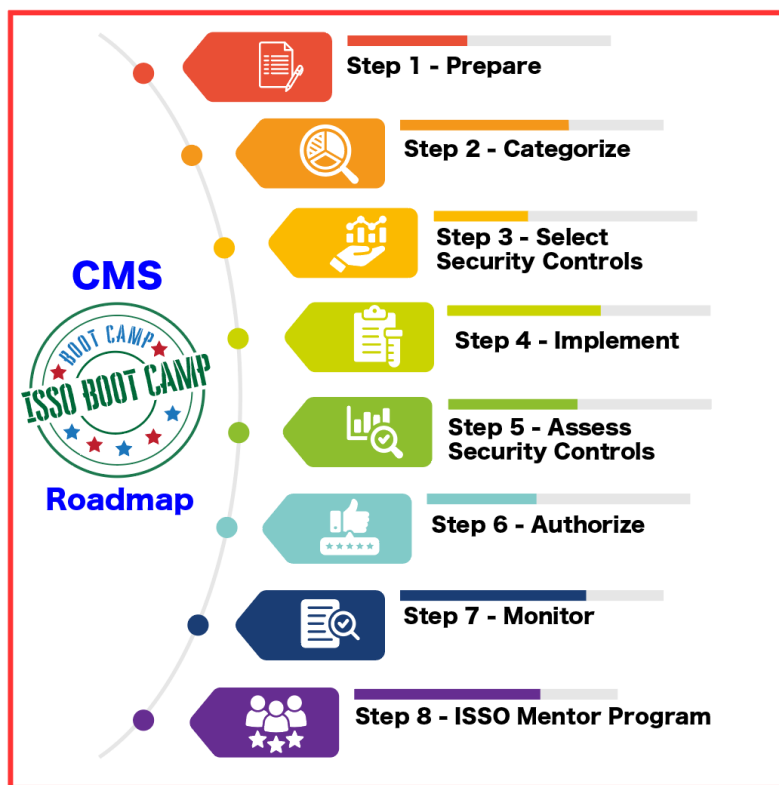 Step 1 - Prepare
Step 2 - Categorize
Step 3 - Select
Security Controls
CMS
BOOT CAMP
ISSO BOOT CAMP
Roadmap
Step 4 - Implement
Step 5 - Assess
Security Controls
Step 6 - Authorize
Step 7 - Monitor
Step 8 - ISSO Mentor Program